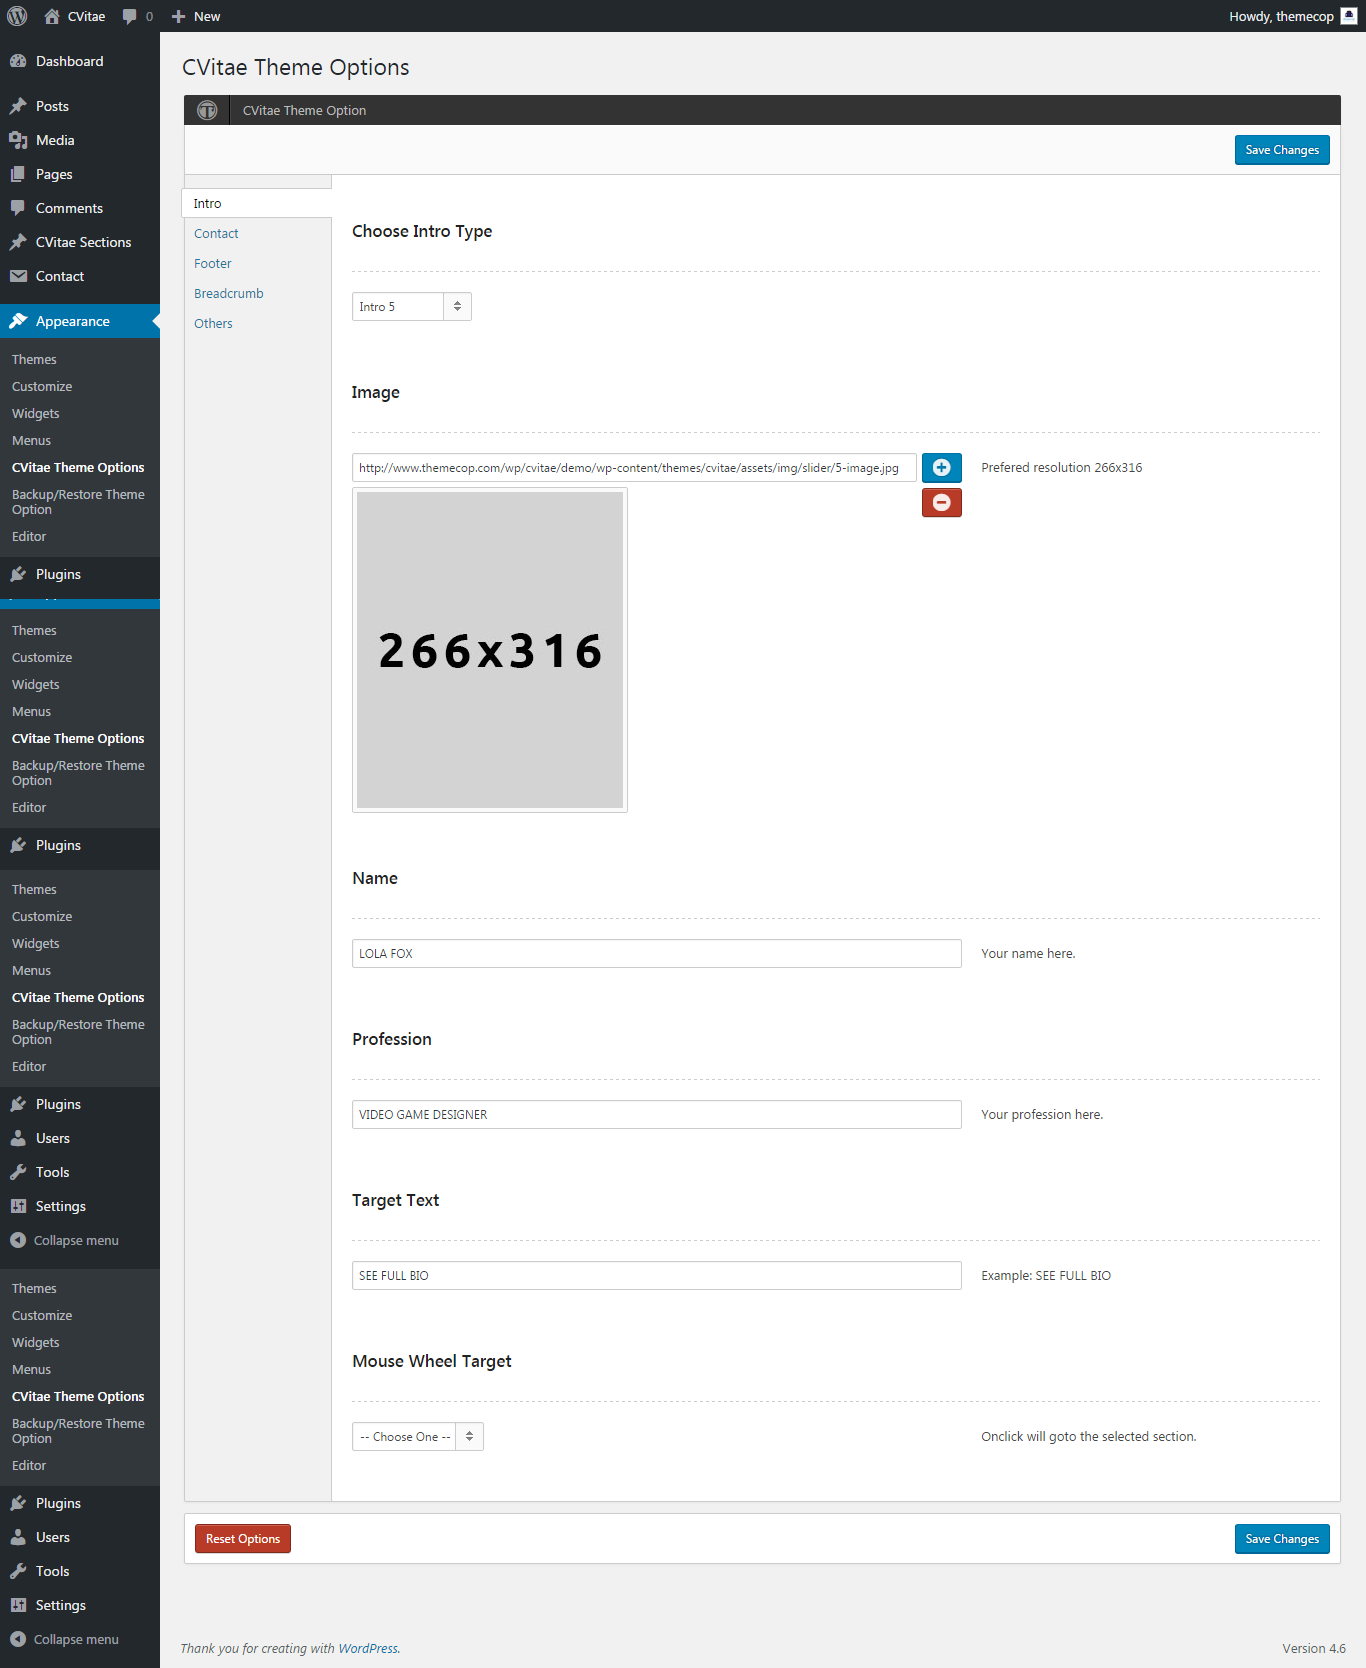 CVitae
0
New
Howdy, themecop
Dashboard
Posts
Media
Pages
Comments
CVitae Sections
Contact
Appearance
Themes
Customize
Widgets
Menus
CVitae Theme Options
Backup/Restore Theme
Option
Editor
Plugins
Themes
Customize
Widgets
Menus
CVitae Theme Options
Backup/Restore Theme
Option
Editor
Plugins
Themes
Customize
Widgets
Menus
CVitae Theme Options
Backup/Restore Theme
Option
Editor
Plugins
Users
Tools
Settings
Collapse menu
Themes
Customize
Widgets
Menus
CVitae Theme Options
Backup/Restore Theme
Option
Editor
Plugins
Users
Tools
Settings
Collapse menu
CVitae Theme Options
CVitae Theme Option
Save Changes
Intro
Contact
Footer
Breadcrumb
Others
Choose Intro Type
Intro 5
Image
http://www.themecop.com/wp/cvitae/demo/wp-content/themes/cvitae/assets/img/slider/5-image.jpg
Prefered resolution 266x316
266x316
Name
LOLA FOX
Your name here.
Profession
VIDEO GAME DESIGNER
Your profession here.
Target Text
SEE FULL BIO
Example: SEE FULL BIO
Mouse Wheel Target
-- Choose One --
Onclick will goto the selected section.
Reset Options
Save Changes
Thank you for creating with WordPress.
Version 4.6